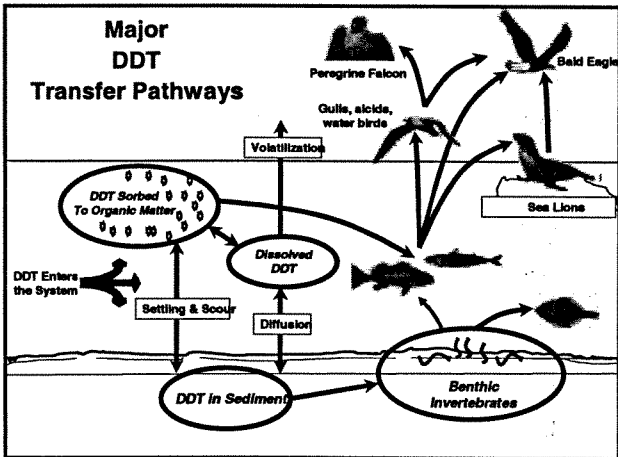 Major
DDT
Transfer Pathways
Peregrine Falcon
Bald Eagle
Gulls, alcids,
water birds
Volatilization
DDT Sorbed
To Organic Matter
Sea Lions
Dissolved
DDT
DDT Enters
the System
Settling & Scour
Diffusion
DDT in Sediment
Benthic
Invertebrates